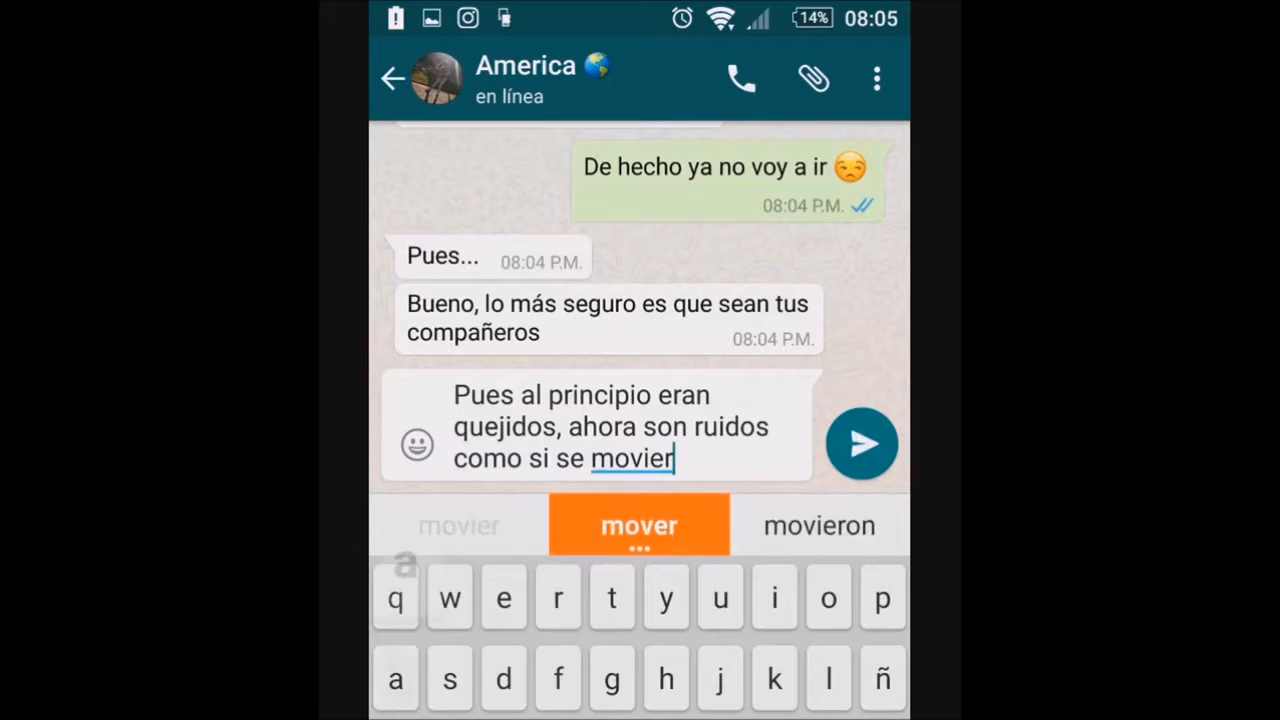 14% 08:05
America 🌎
en línea
De hecho ya no voy a ir 😒
08:04 P.M.
Pues... 08:04 P.M.
Bueno, lo más seguro es que sean tus
compañeros 08:04 P.M.
Pues al principio eran
quejidos, ahora son ruidos
como si se movier
movier mover movieron
a
q w e r t y u i o p
a s d f g h j k l ñ